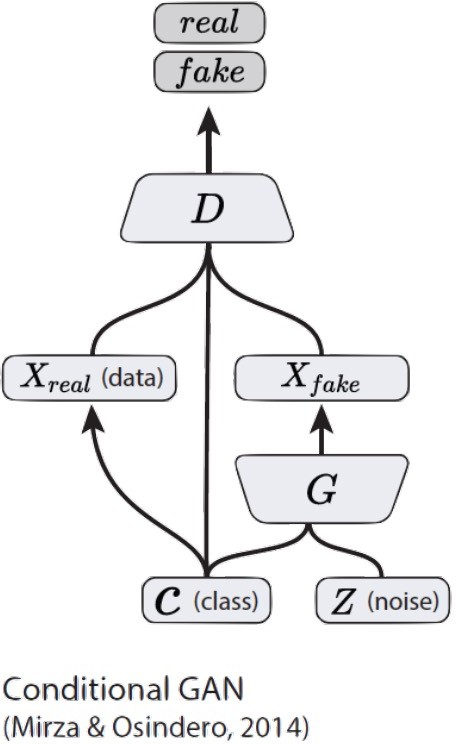 real
fake
D
X_real (data) X_fake
G
C (class) Z (noise)
Conditional GAN
(Mirza & Osindero, 2014)